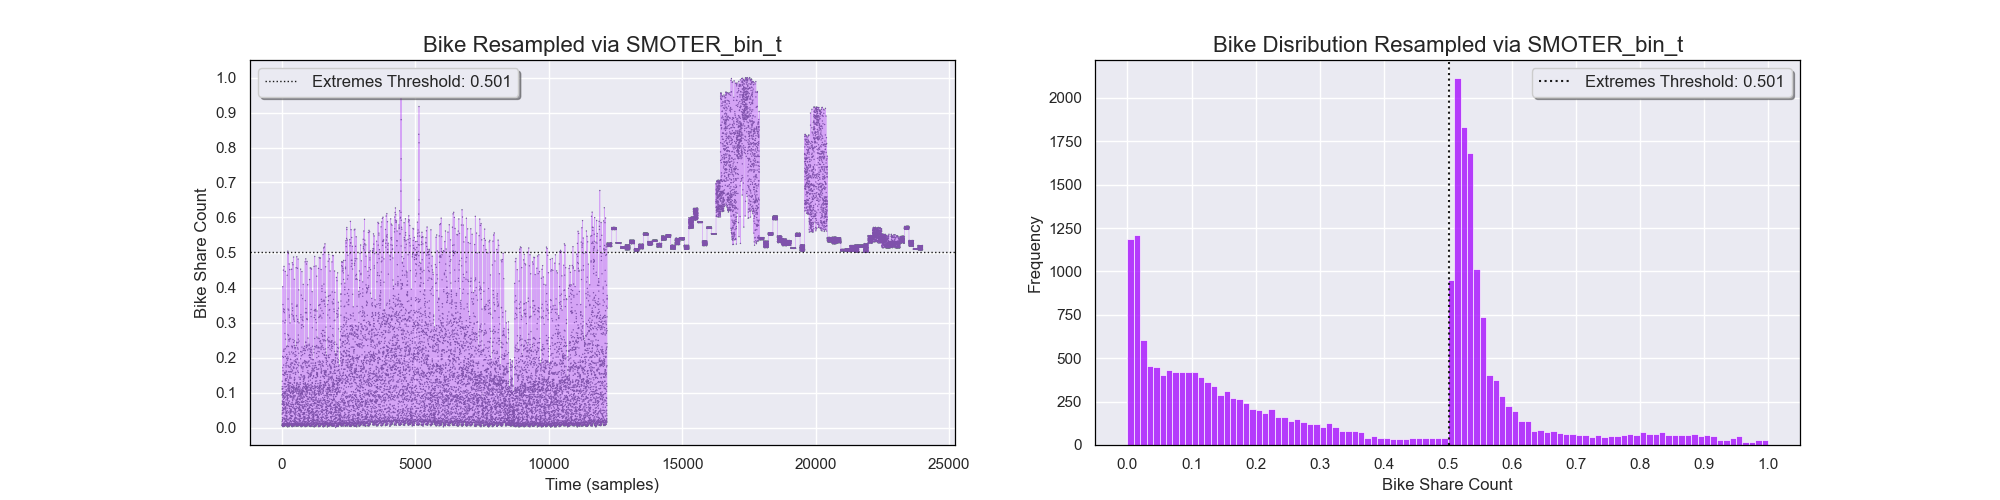 Bike Resampled via SMOTER_bin_t
Extremes Threshold: 0.501
Bike Share Count
1.0
0.9
0.8
0.7
0.6
0.5
0.4
0.3
0.2
0.1
0.0
0 5000 10000 15000 20000 25000
Time (samples)
Bike Disribution Resampled via SMOTER_bin_t
Extremes Threshold: 0.501
Frequency
2000
1750
1500
1250
1000
750
500
250
0
0.0 0.1 0.2 0.3 0.4 0.5 0.6 0.7 0.8 0.9 1.0
Bike Share Count